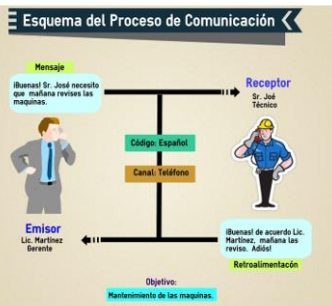 Esquema del Proceso de Comunicación
Mensaje
¡Buenas! Sr. José necesito
que mañana revises las
maquinas.
Receptor
Sr. Joé
Técnico
Código: Español
Canal: Teléfono
Emisor
Lic. Martínez
Gerente
¡Buenas! de acuerdo Lic.
Martínez, mañana las
reviso. Adiós!
Retroalimentacón
Objetivo:
Mantenimiento de las maquinas.